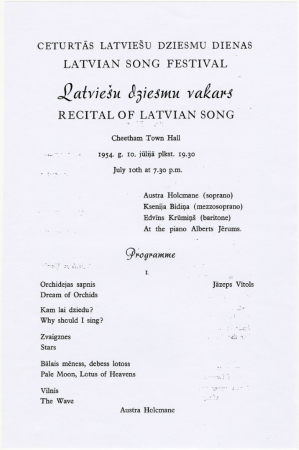 CETURTĀS LATVIEŠU DZIESMU DIENAS
LATVIAN SONG FESTIVAL
Latviešu dziesmu vakars
RECITAL OF LATVIAN SONG
Cheetham Town Hall
1954. g. 10. jūlijā plkst. 19.30
July 10th at 7.30 p.m.
Austra Holcmane (soprano)
Ksenija Bidiņa (mezzosoprano)
Edvīns Krūmiņš (baritone)
At the piano Alberts Jērums.
Programme
I.
Orchidejas sapnis Jāzeps Vītols
Dream of Orchids
Kam lai dziedu?
Why should I sing?
Zvaigznes
Stars
Bālais mēness, debess lotoss
Pale Moon, Lotus of Heavens
Vilnis
The Wave
Austra Holcmane